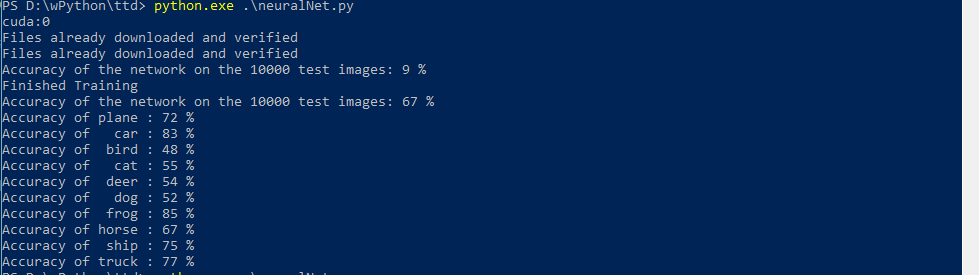 PS D:\wPython\ttd> python.exe .\neuralNet.py
cuda:0
Files already downloaded and verified
Files already downloaded and verified
Accuracy of the network on the 10000 test images: 9 %
Finished Training
Accuracy of the network on the 10000 test images: 67 %
Accuracy of plane : 72 %
Accuracy of   car : 83 %
Accuracy of  bird : 48 %
Accuracy of   cat : 55 %
Accuracy of  deer : 54 %
Accuracy of   dog : 52 %
Accuracy of  frog : 85 %
Accuracy of horse : 67 %
Accuracy of  ship : 75 %
Accuracy of truck : 77 %